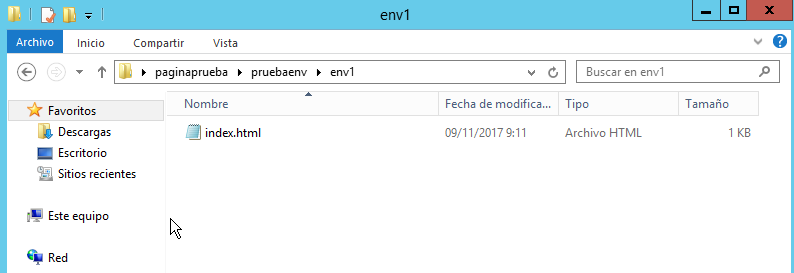 env1
Archivo Inicio Compartir Vista
paginaprueba pruebaenv env1 Buscar en env1
Favoritos
Descargas
Escritorio
Sitios recientes
Este equipo
Red
Nombre Fecha de modifica... Tipo Tamaño
index.html 09/11/2017 9:11 Archivo HTML 1 KB